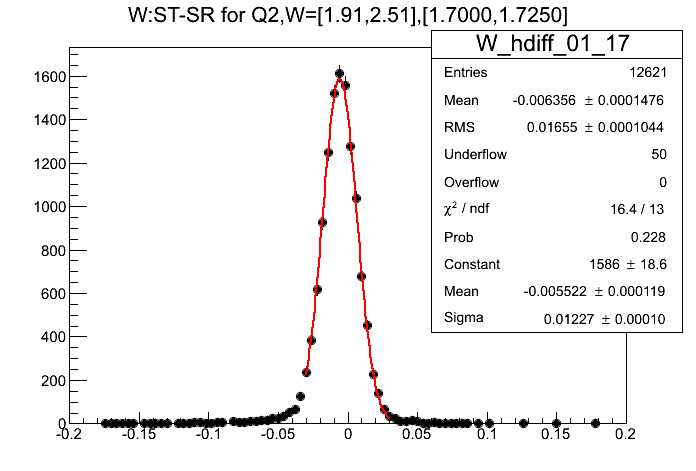 W:ST-SR for Q2,W=[1.91,2.51],[1.7000,1.7250]
W_hdiff_01_17
Entries 12621
Mean -0.006356 ± 0.0001476
RMS 0.01655 ± 0.0001044
Underflow 50
Overflow 0
χ² / ndf 16.4 / 13
Prob 0.228
Constant 1586 ± 18.6
Mean -0.005522 ± 0.000119
Sigma 0.01227 ± 0.00010
1600
1400
1200
1000
800
600
400
200
0
-0.2 -0.15 -0.1 -0.05 0 0.05 0.1 0.15 0.2